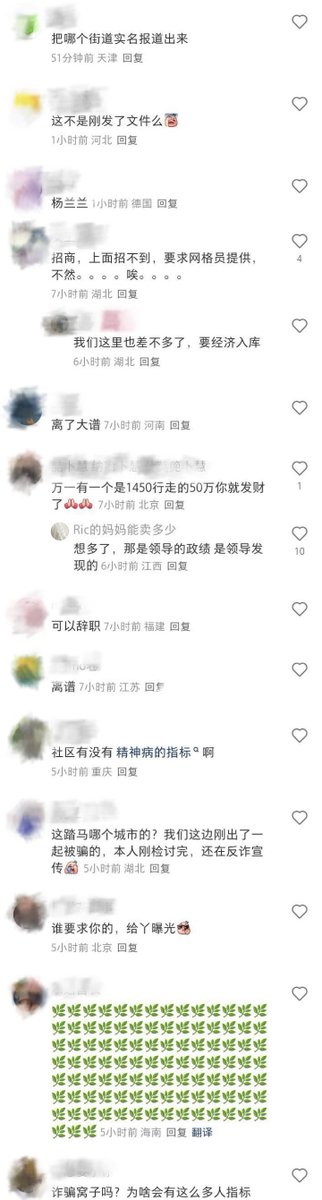 把哪个街道实名报道出来
51分钟前 天津 回复
这不是刚发了文件么
1小时前 河北 回复
杨兰兰 1小时前 德国 回复
招商，上面招不到，要求网格员提供，
不然。。。。唉。。。。
4
7小时前 湖北 回复
我们这里也差不多了，要经济入库
6小时前 湖北 回复
离了大谱 7小时前 河南 回复
万一有一个是1450行走的50万你就发财
1
了🙏🙏 7小时前 北京 回复
Ric的妈妈能卖多少
想多了，那是领导的政绩 是领导发
10
现的 6小时前 江西 回复
可以辞职 7小时前 福建 回复
离谱 7小时前 江苏 回复
社区有没有 精神病的指标 啊
5小时前 重庆 回复
这踏马哪个城市的？我们这边刚出了一
起被骗的，本人刚检讨完，还在反诈宣
传 5小时前 湖北 回复
谁要求你的，给丫曝光
5小时前 北京 回复
5小时前 海南 回复 翻译
诈骗窝子吗？为啥会有这么多人指标